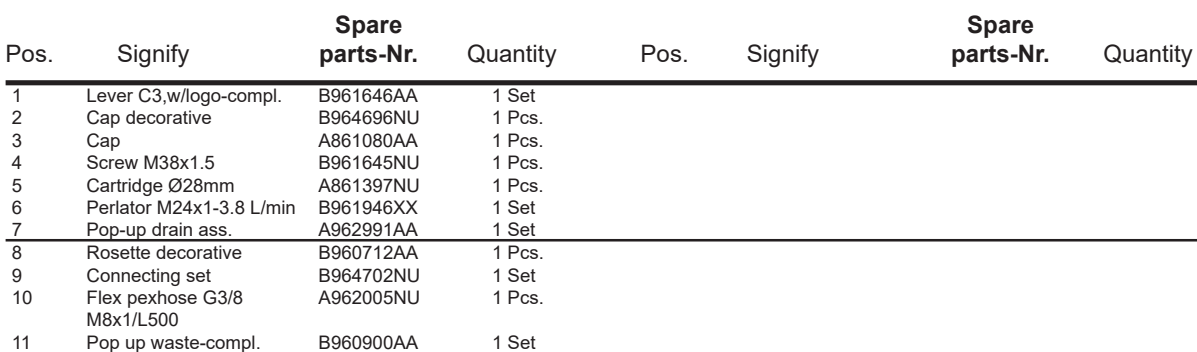 Pos. Signify Spare parts-Nr. Quantity Pos. Signify Spare parts-Nr. Quantity
1 Lever C3,w/logo-compl. B961646AA 1 Set
2 Cap decorative B964696NU 1 Pcs.
3 Cap A861080AA 1 Pcs.
4 Screw M38x1.5 B961645NU 1 Pcs.
5 Cartridge Ø28mm A861397NU 1 Pcs.
6 Perlator M24x1-3.8 L/min B961946XX 1 Set
7 Pop-up drain ass. A962991AA 1 Set
8 Rosette decorative B960712AA 1 Pcs.
9 Connecting set B964702NU 1 Set
10 Flex pexhose G3/8 A962005NU 1 Pcs.
M8x1/L500
11 Pop up waste-compl. B960900AA 1 Set